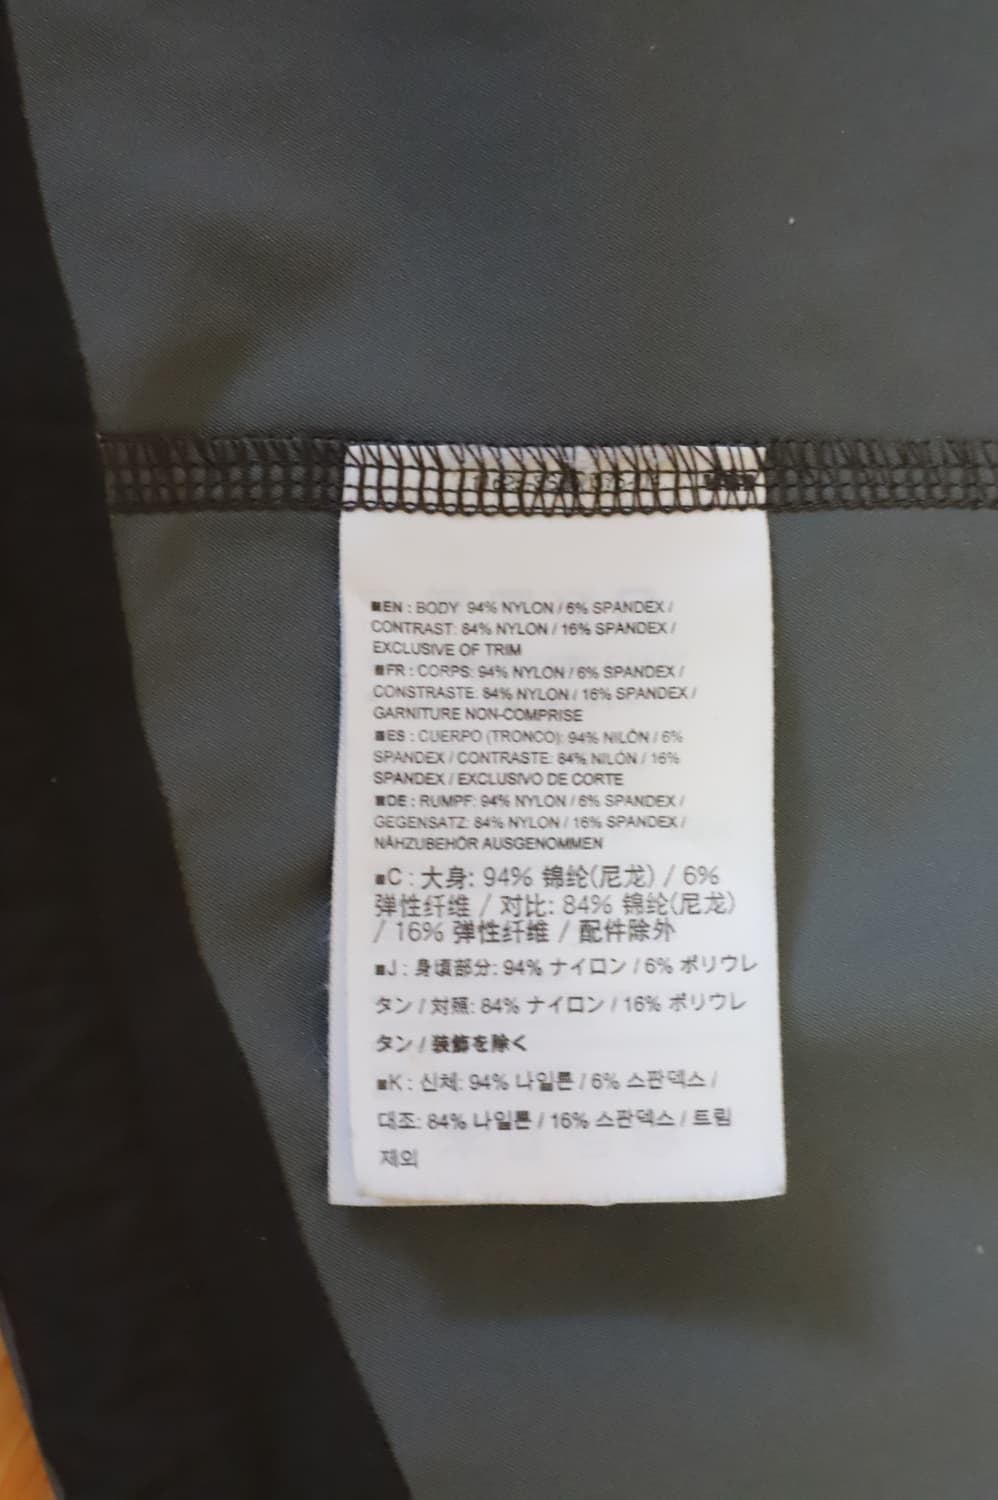 ■EN : BODY 94% NYLON / 6% SPANDEX /
CONTRAST: 84% NYLON / 16% SPANDEX /
EXCLUSIVE OF TRIM
■FR : CORPS: 94% NYLON / 6% SPANDEX /
CONSTRASTE: 84% NYLON / 16% SPANDEX /
GARNITURE NON-COMPRISE
■ES : CUERPO (TRONCO): 94% NILÓN / 6%
SPANDEX / CONTRASTE: 84% NILÓN / 16%
SPANDEX / EXCLUSIVO DE CORTE
■DE : RUMPF: 94% NYLON / 6% SPANDEX /
GEGENSATZ: 84% NYLON / 16% SPANDEX /
NÄHZUBEHÖR AUSGENOMMEN
■C : 大身: 94% 锦纶(尼龙) / 6%
弹性纤维 / 对比: 84% 锦纶(尼龙)
/ 16% 弹性纤维 / 配件除外
■J : 身頃部分: 94% ナイロン / 6% ポリウレ
タン / 対照: 84% ナイロン / 16% ポリウレ
タン / 装飾を除く
■K : 신체: 94% 나일론 / 6% 스판덱스 /
대조: 84% 나일론 / 16% 스판덱스 / 트림
제외